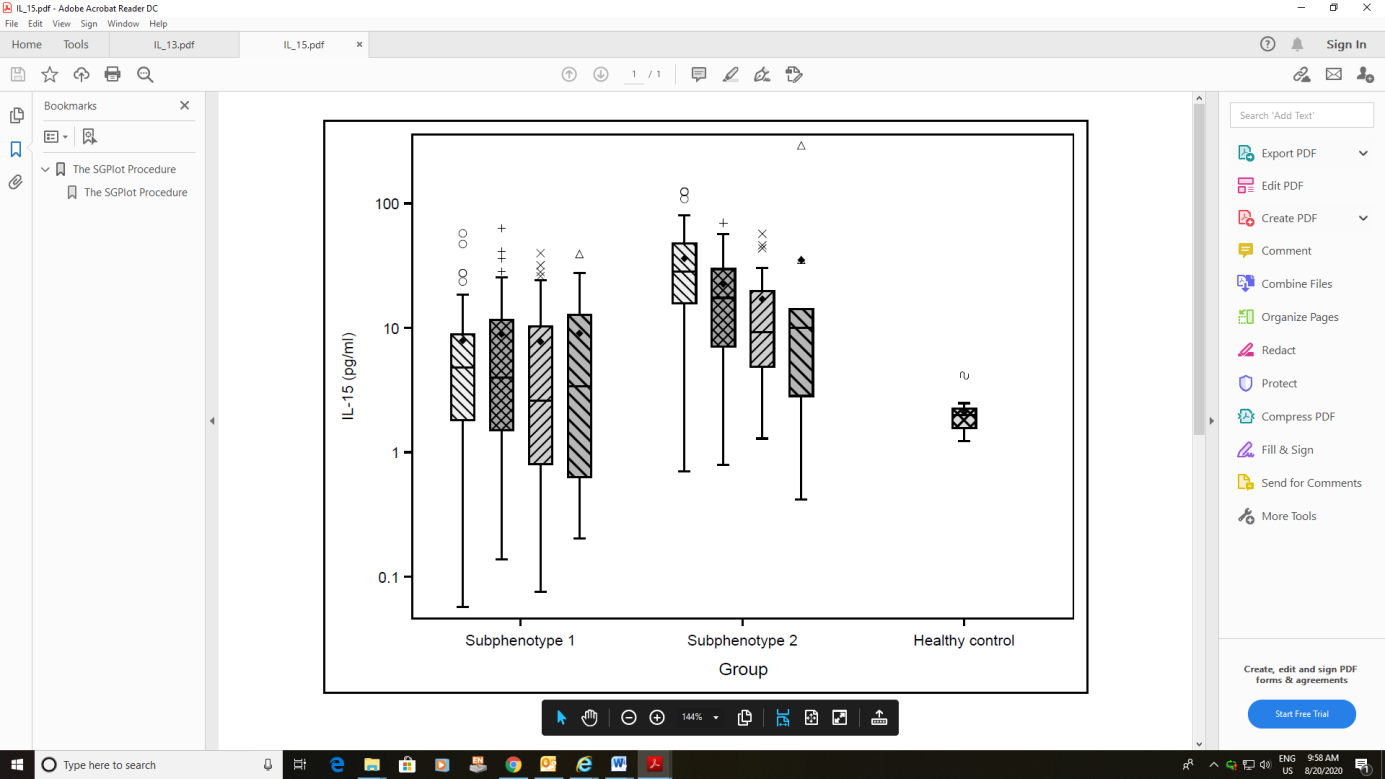 IL_15.pdf - Adobe Acrobat Reader DC
File Edit View Sign Window Help
Home Tools IL_13.pdf IL_15.pdf × Sign In
1 / 1
Bookmarks
The SGPlot Procedure
The SGPlot Procedure
100
10
1
0.1
IL-15 (pg/ml)
Subphenotype 1 Subphenotype 2 Healthy control
Group
144%
Search 'Add Text'
Export PDF
Edit PDF
Create PDF
Comment
Combine Files
Organize Pages
Redact
Protect
Compress PDF
Fill & Sign
Send for Comments
More Tools
Create, edit and sign PDF
forms & agreements
Start Free Trial
Type here to search
EN
ENG
US
9:58 AM
8/20/2020
1